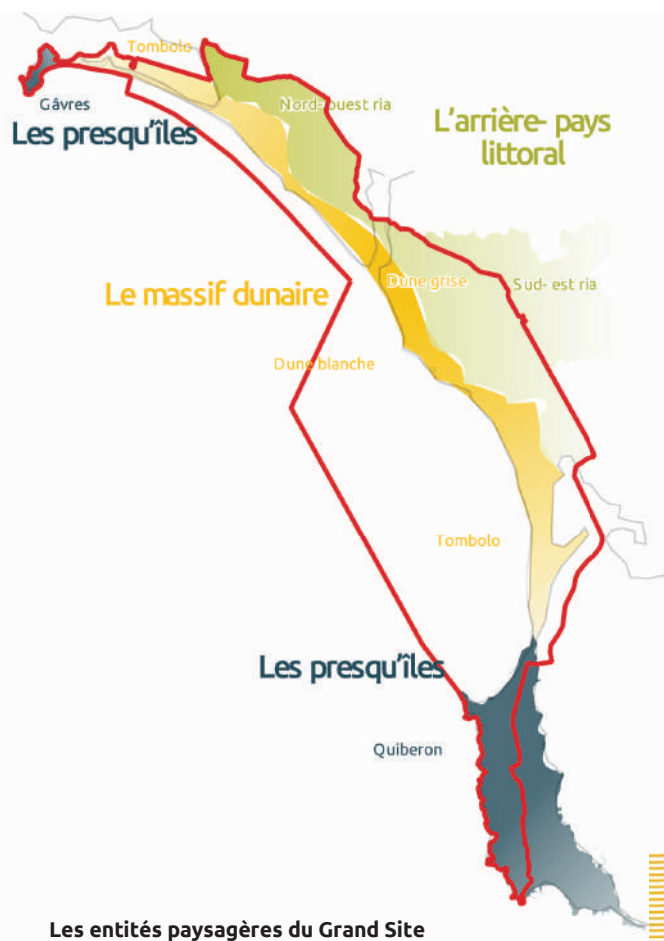 Tombolo
Gâvres
Nord- ouest ria
Les presqu'îles
L'arrière- pays
littoral
Le massif dunaire
Dune grise
Sud- est ria
Dune blanche
Tombolo
Les presqu'îles
Quiberon
Les entités paysagères du Grand Site